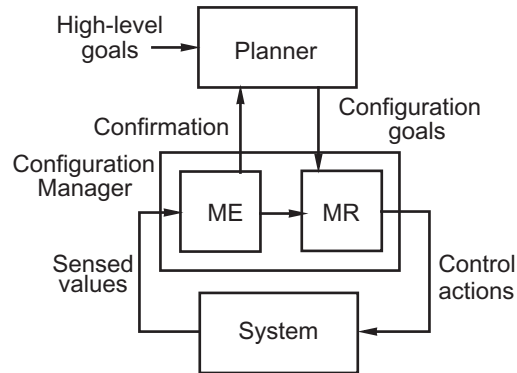 High-level
goals
Planner
Confirmation
Configuration
goals
Configuration
Manager
ME
MR
Sensed
values
Control
actions
System